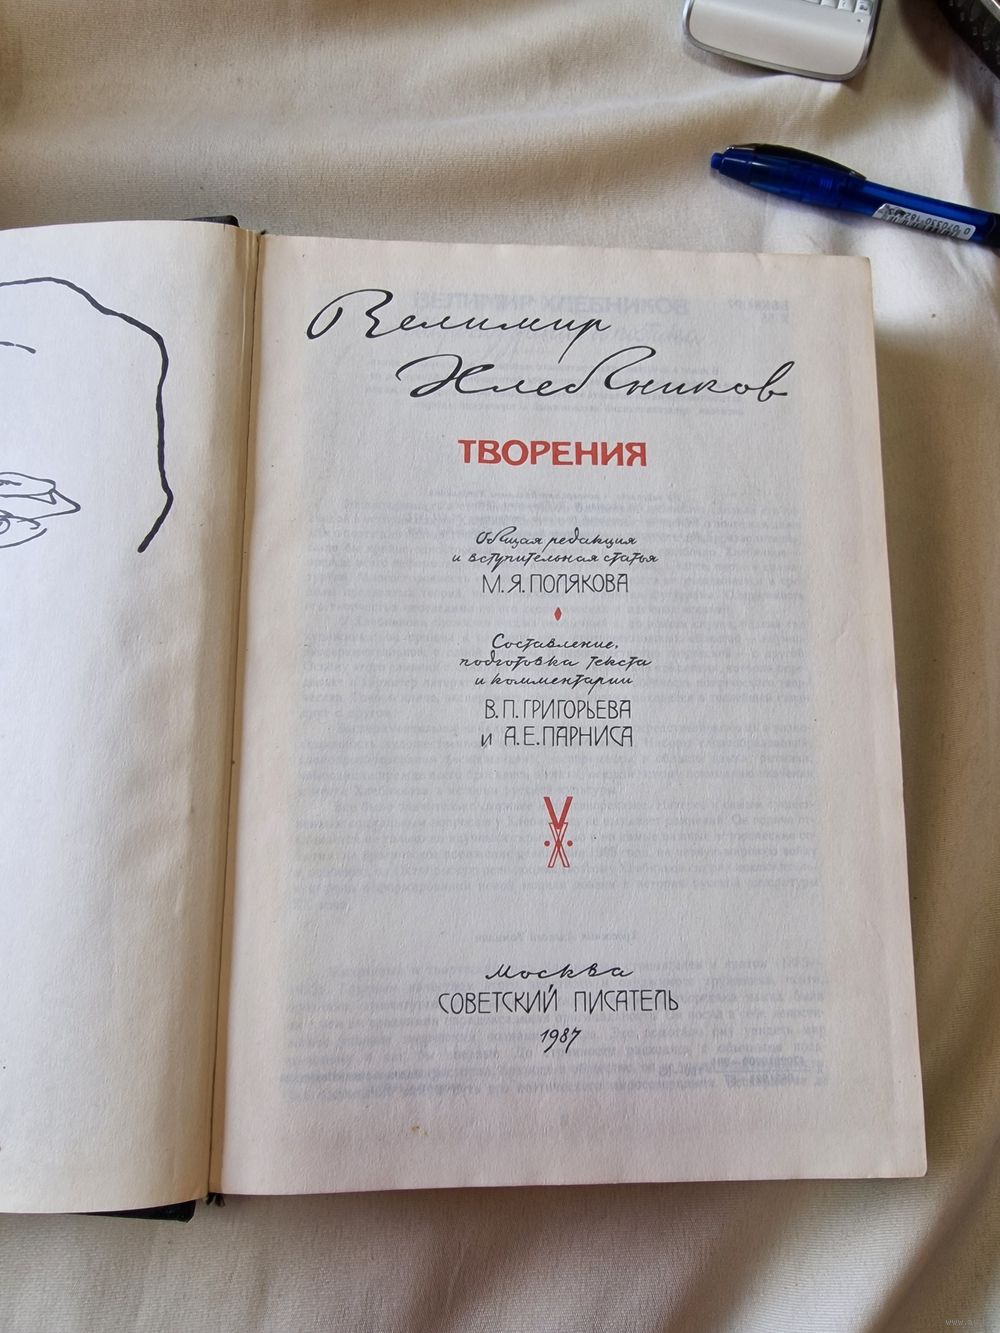 Велимир
Хлебников
ТВОРЕНИЯ
Общая редакция
и вступительная статья
М. Я. ПОЛЯКОВА
Составление,
подготовка текста
и комментарии
В. П. ГРИГОРЬЕВА
и А. Е. ПАРНИСА
Москва
СОВЕТСКИЙ ПИСАТЕЛЬ
1987